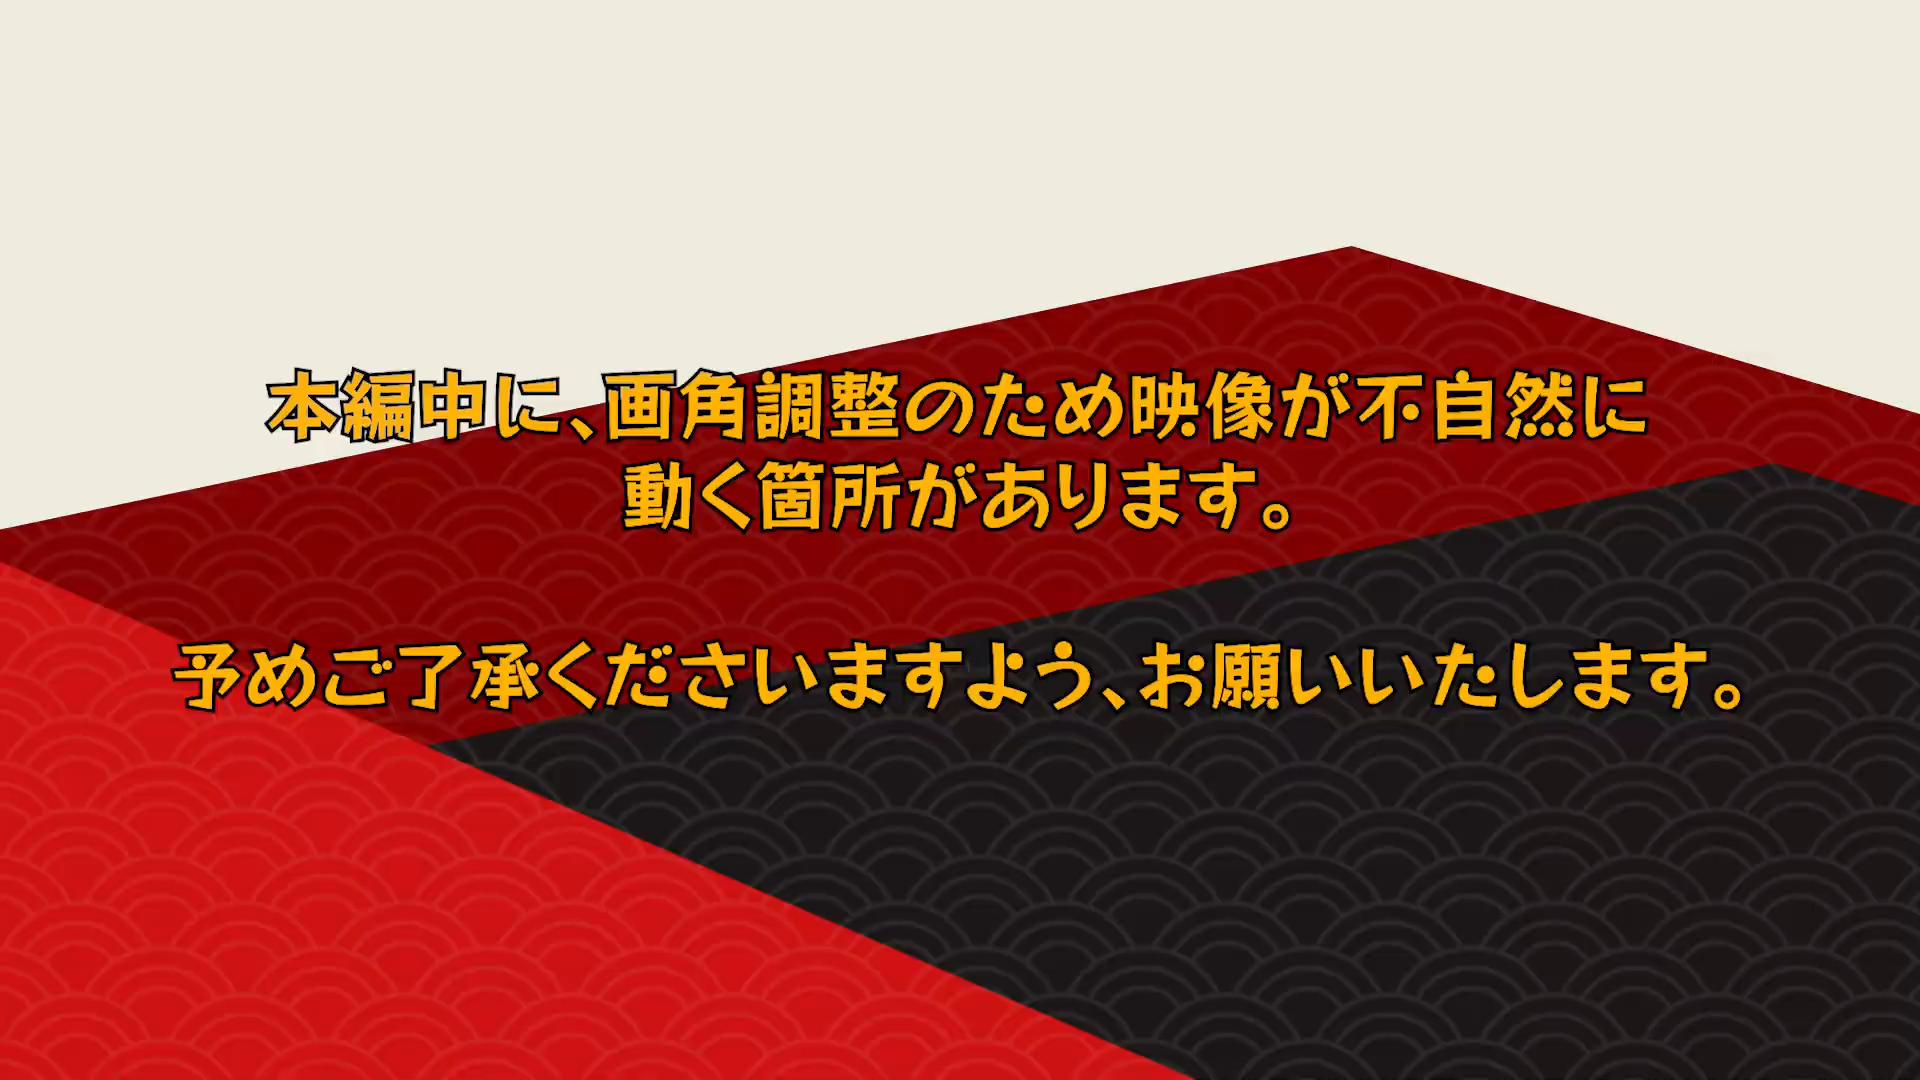 本編中に、画角調整のため映像が不自然に
動く箇所があります。
予めご了承くださいますよう、お願いいたします。